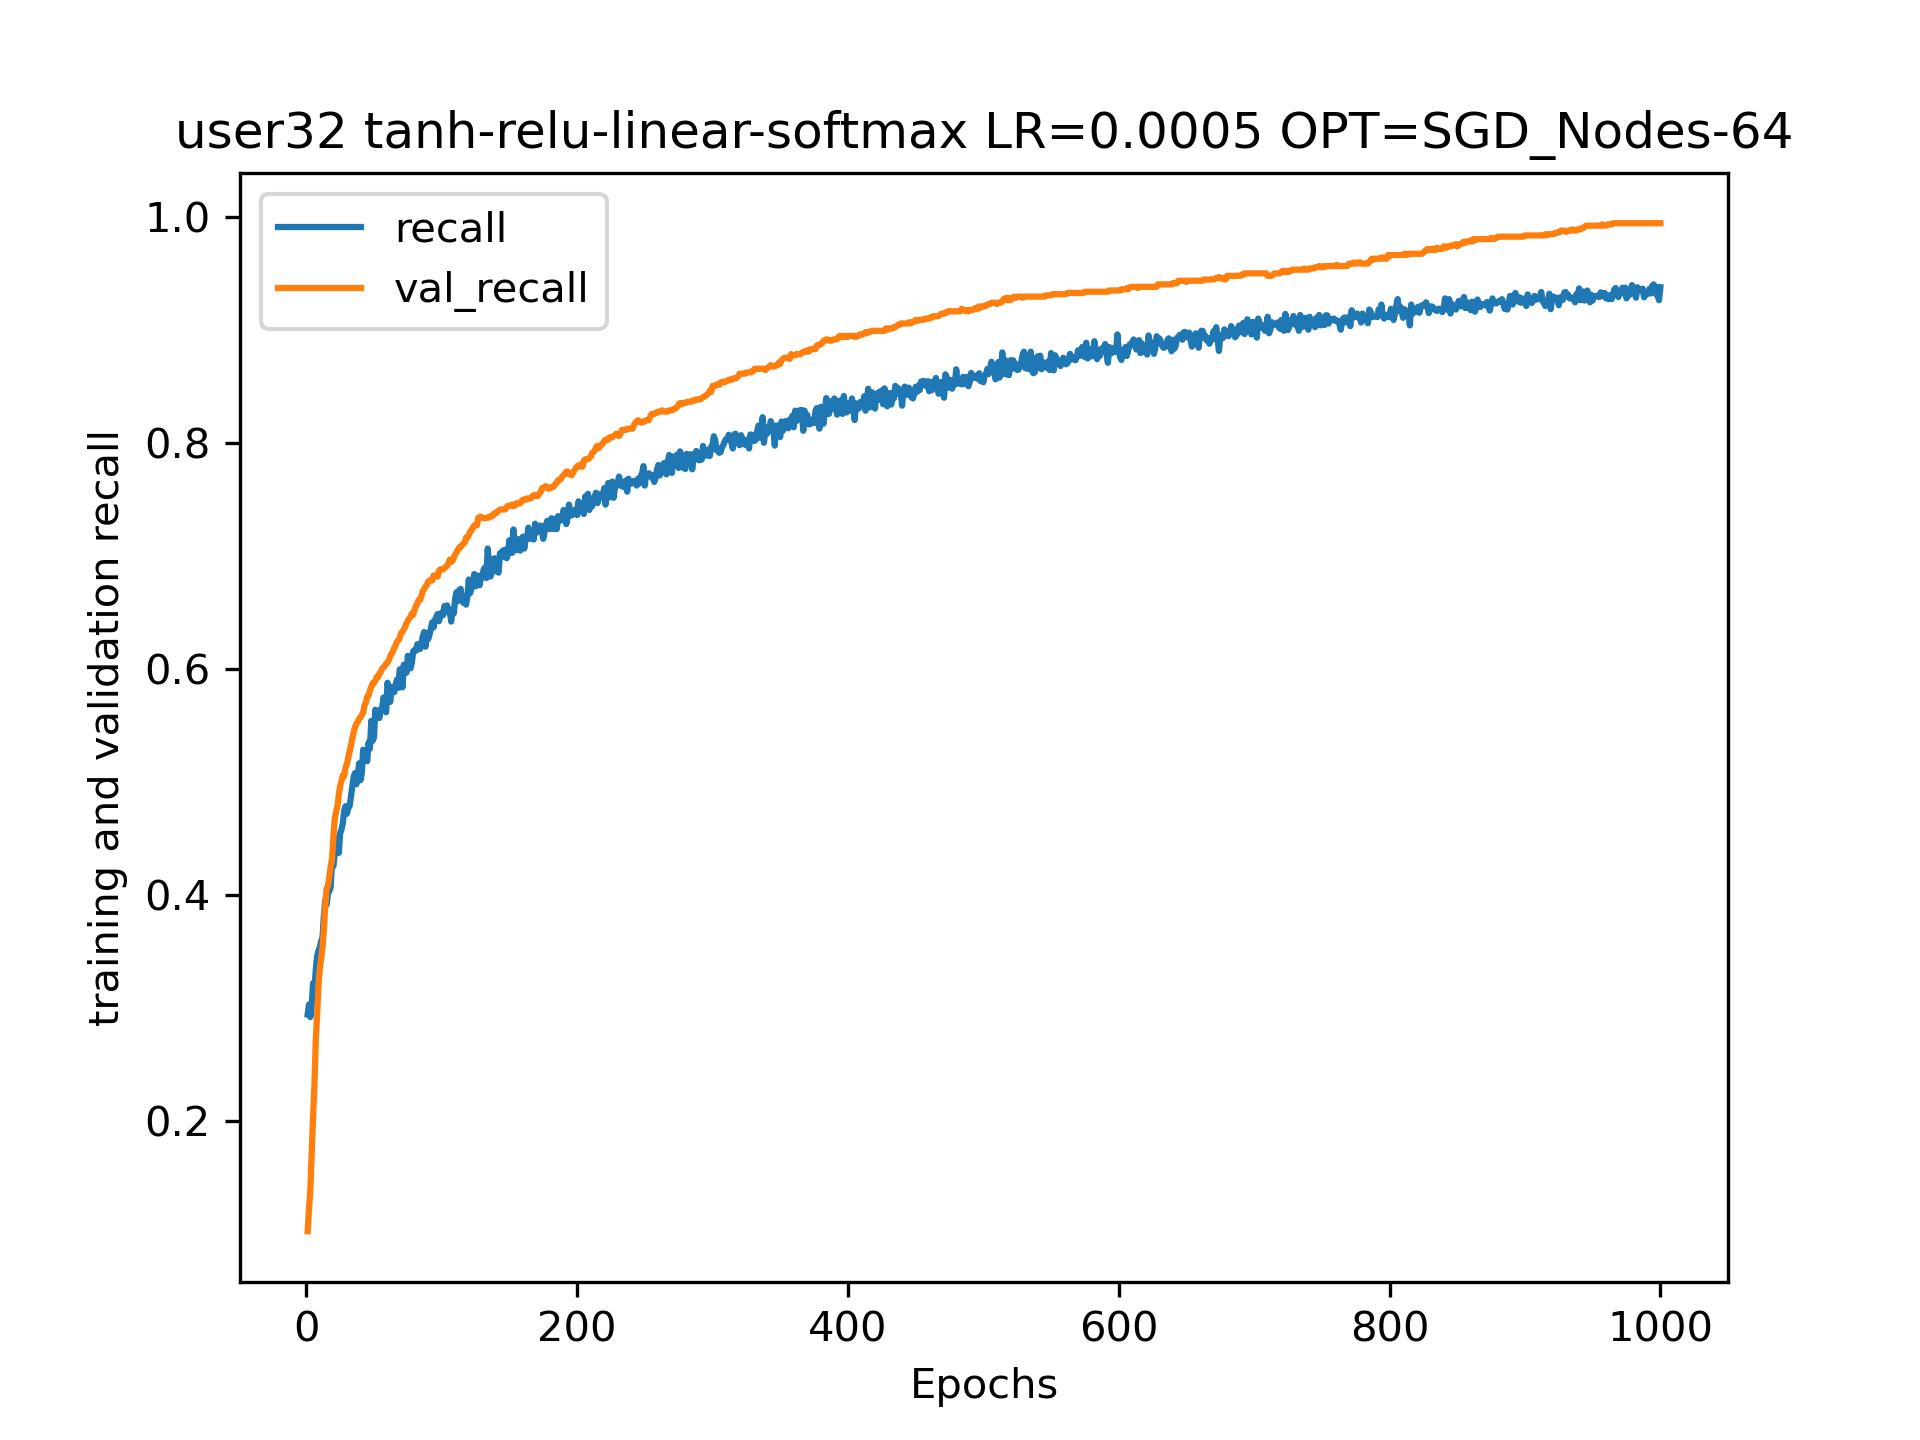 user32 tanh-relu-linear-softmax LR=0.0005 OPT=SGD_Nodes-64
recall
val_recall
1.0
0.8
0.6
0.4
0.2
training and validation recall
0 200 400 600 800 1000
Epochs